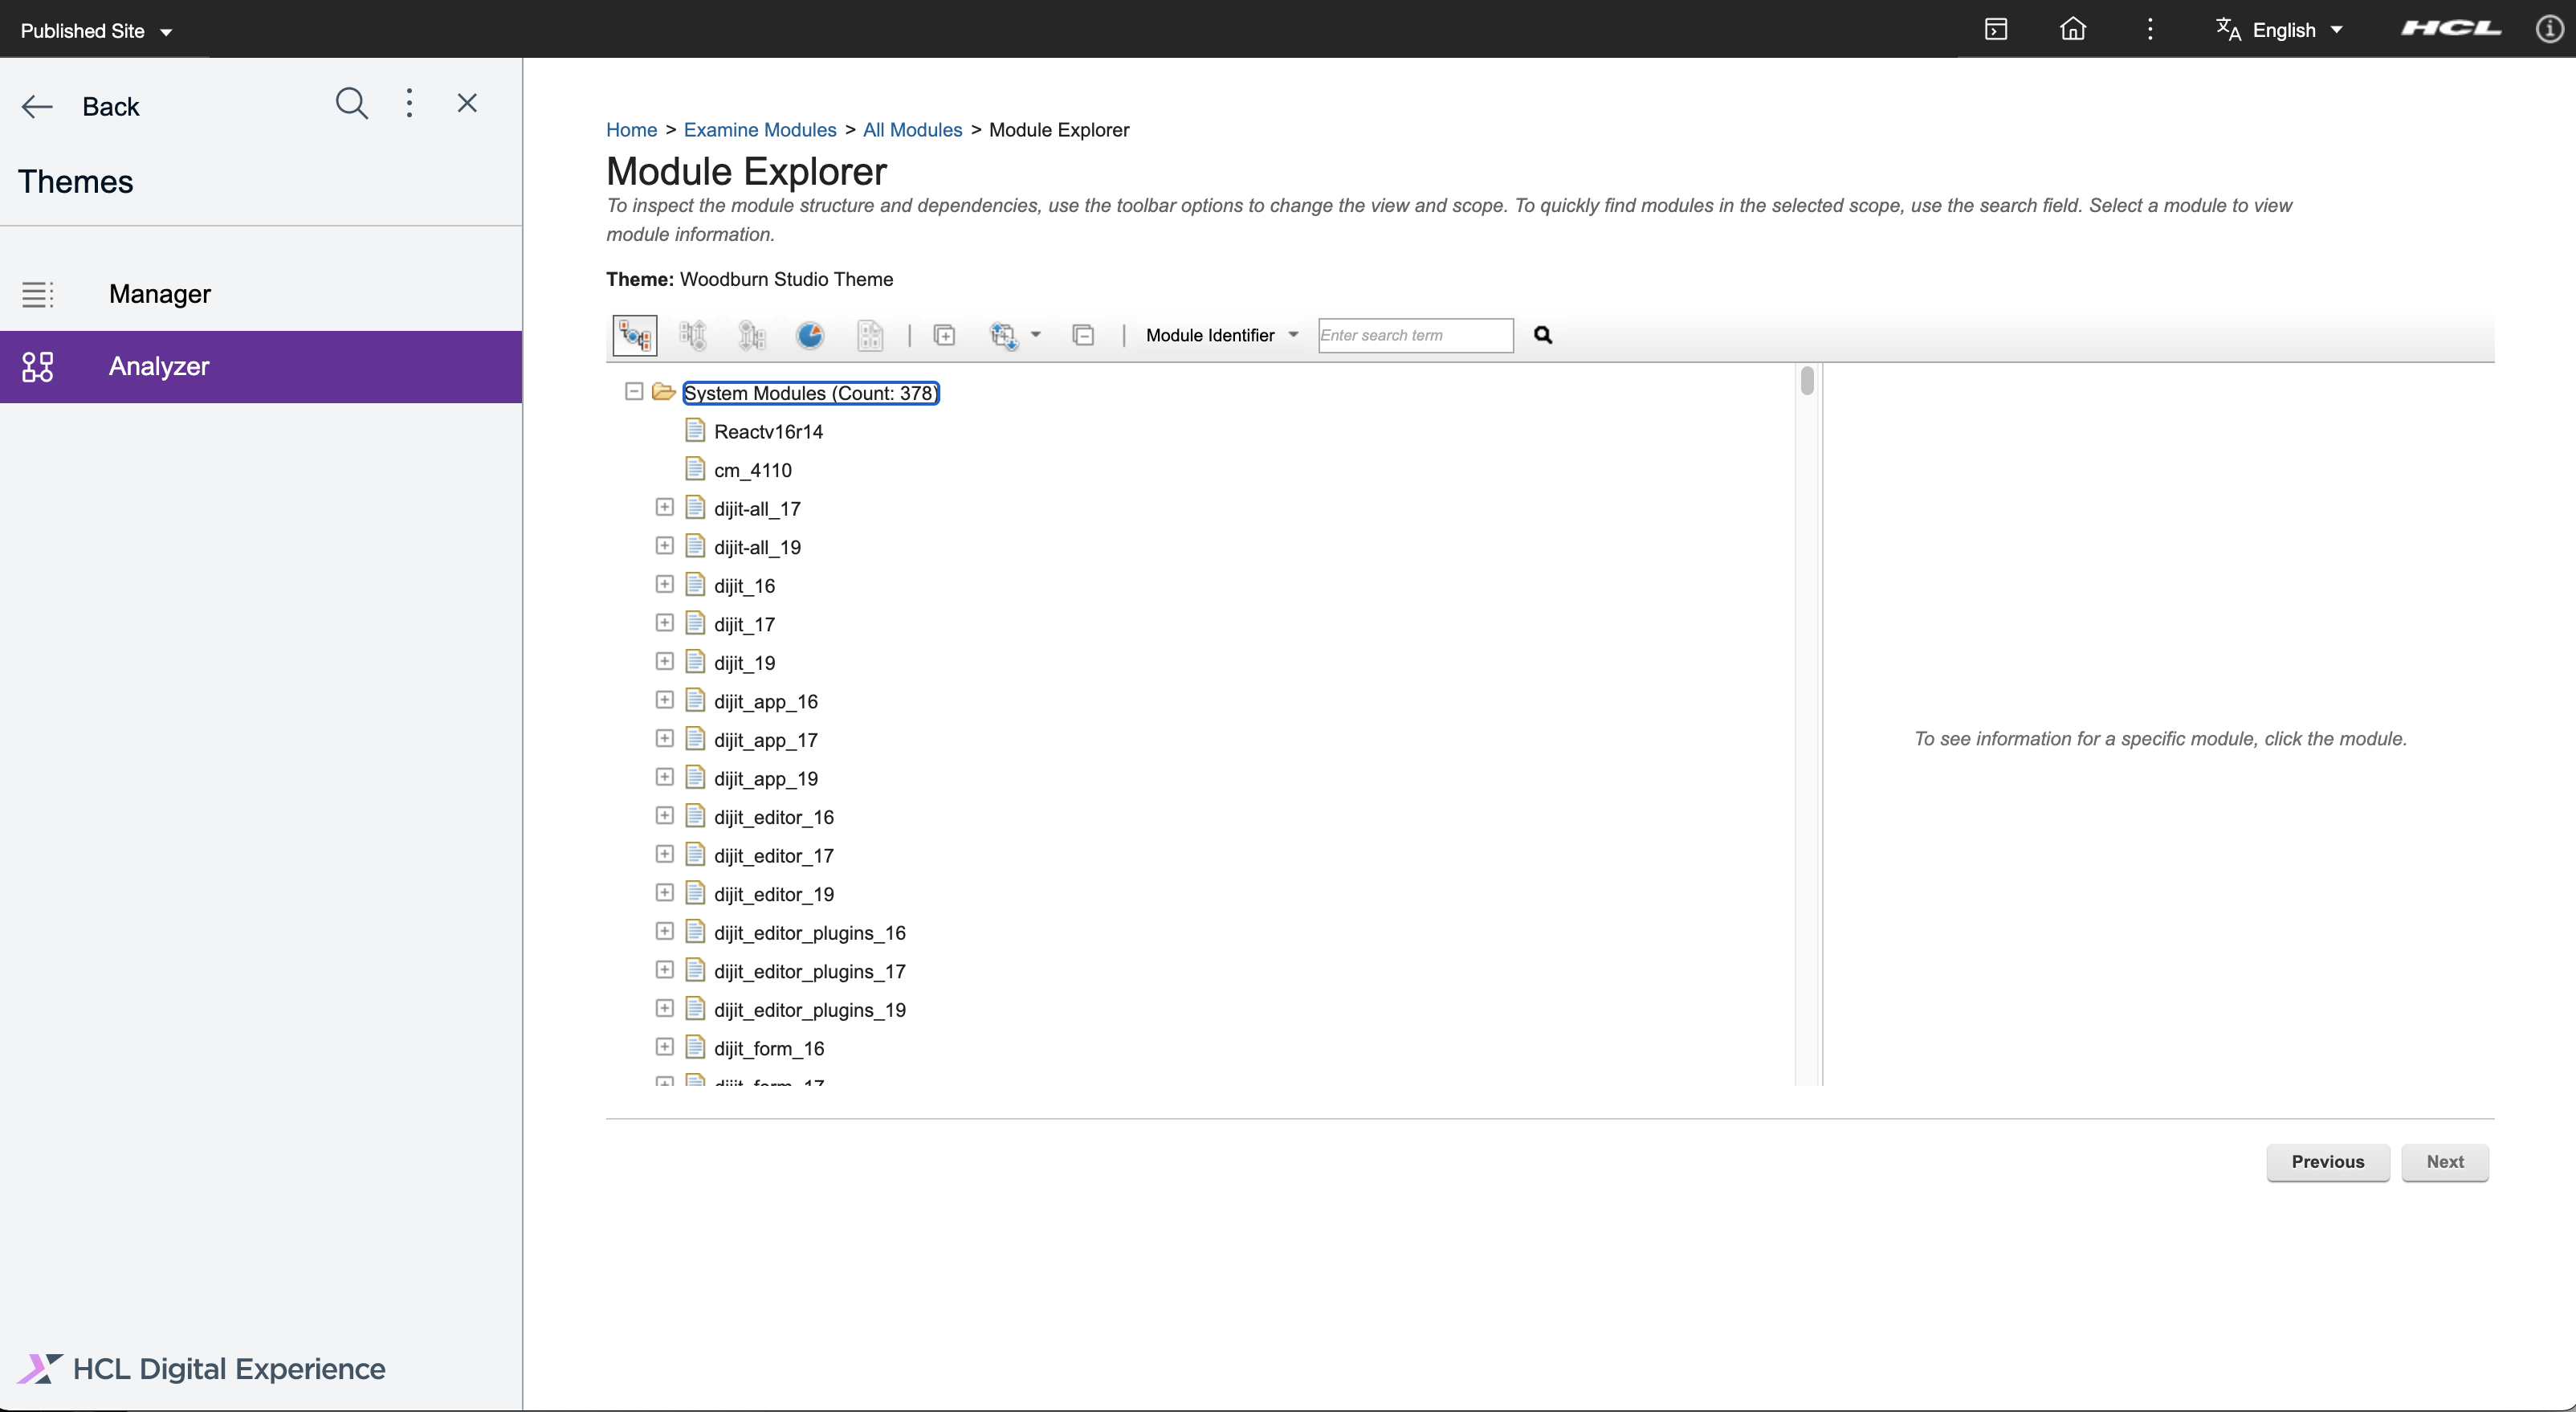 Published Site
English
HCL
Back
Themes
Manager
Analyzer
HCL Digital Experience
Home > Examine Modules > All Modules > Module Explorer
Module Explorer
To inspect the module structure and dependencies, use the toolbar options to change the view and scope. To quickly find modules in the selected scope, use the search field. Select a module to view
module information.
Theme: Woodburn Studio Theme
Module Identifier
Enter search term
System Modules (Count: 378)
Reactv16r14
cm_4110
dijit-all_17
dijit-all_19
dijit_16
dijit_17
dijit_19
dijit_app_16
dijit_app_17
dijit_app_19
dijit_editor_16
dijit_editor_17
dijit_editor_19
dijit_editor_plugins_16
dijit_editor_plugins_17
dijit_editor_plugins_19
dijit_form_16
dijit_form_17
To see information for a specific module, click the module.
Previous
Next